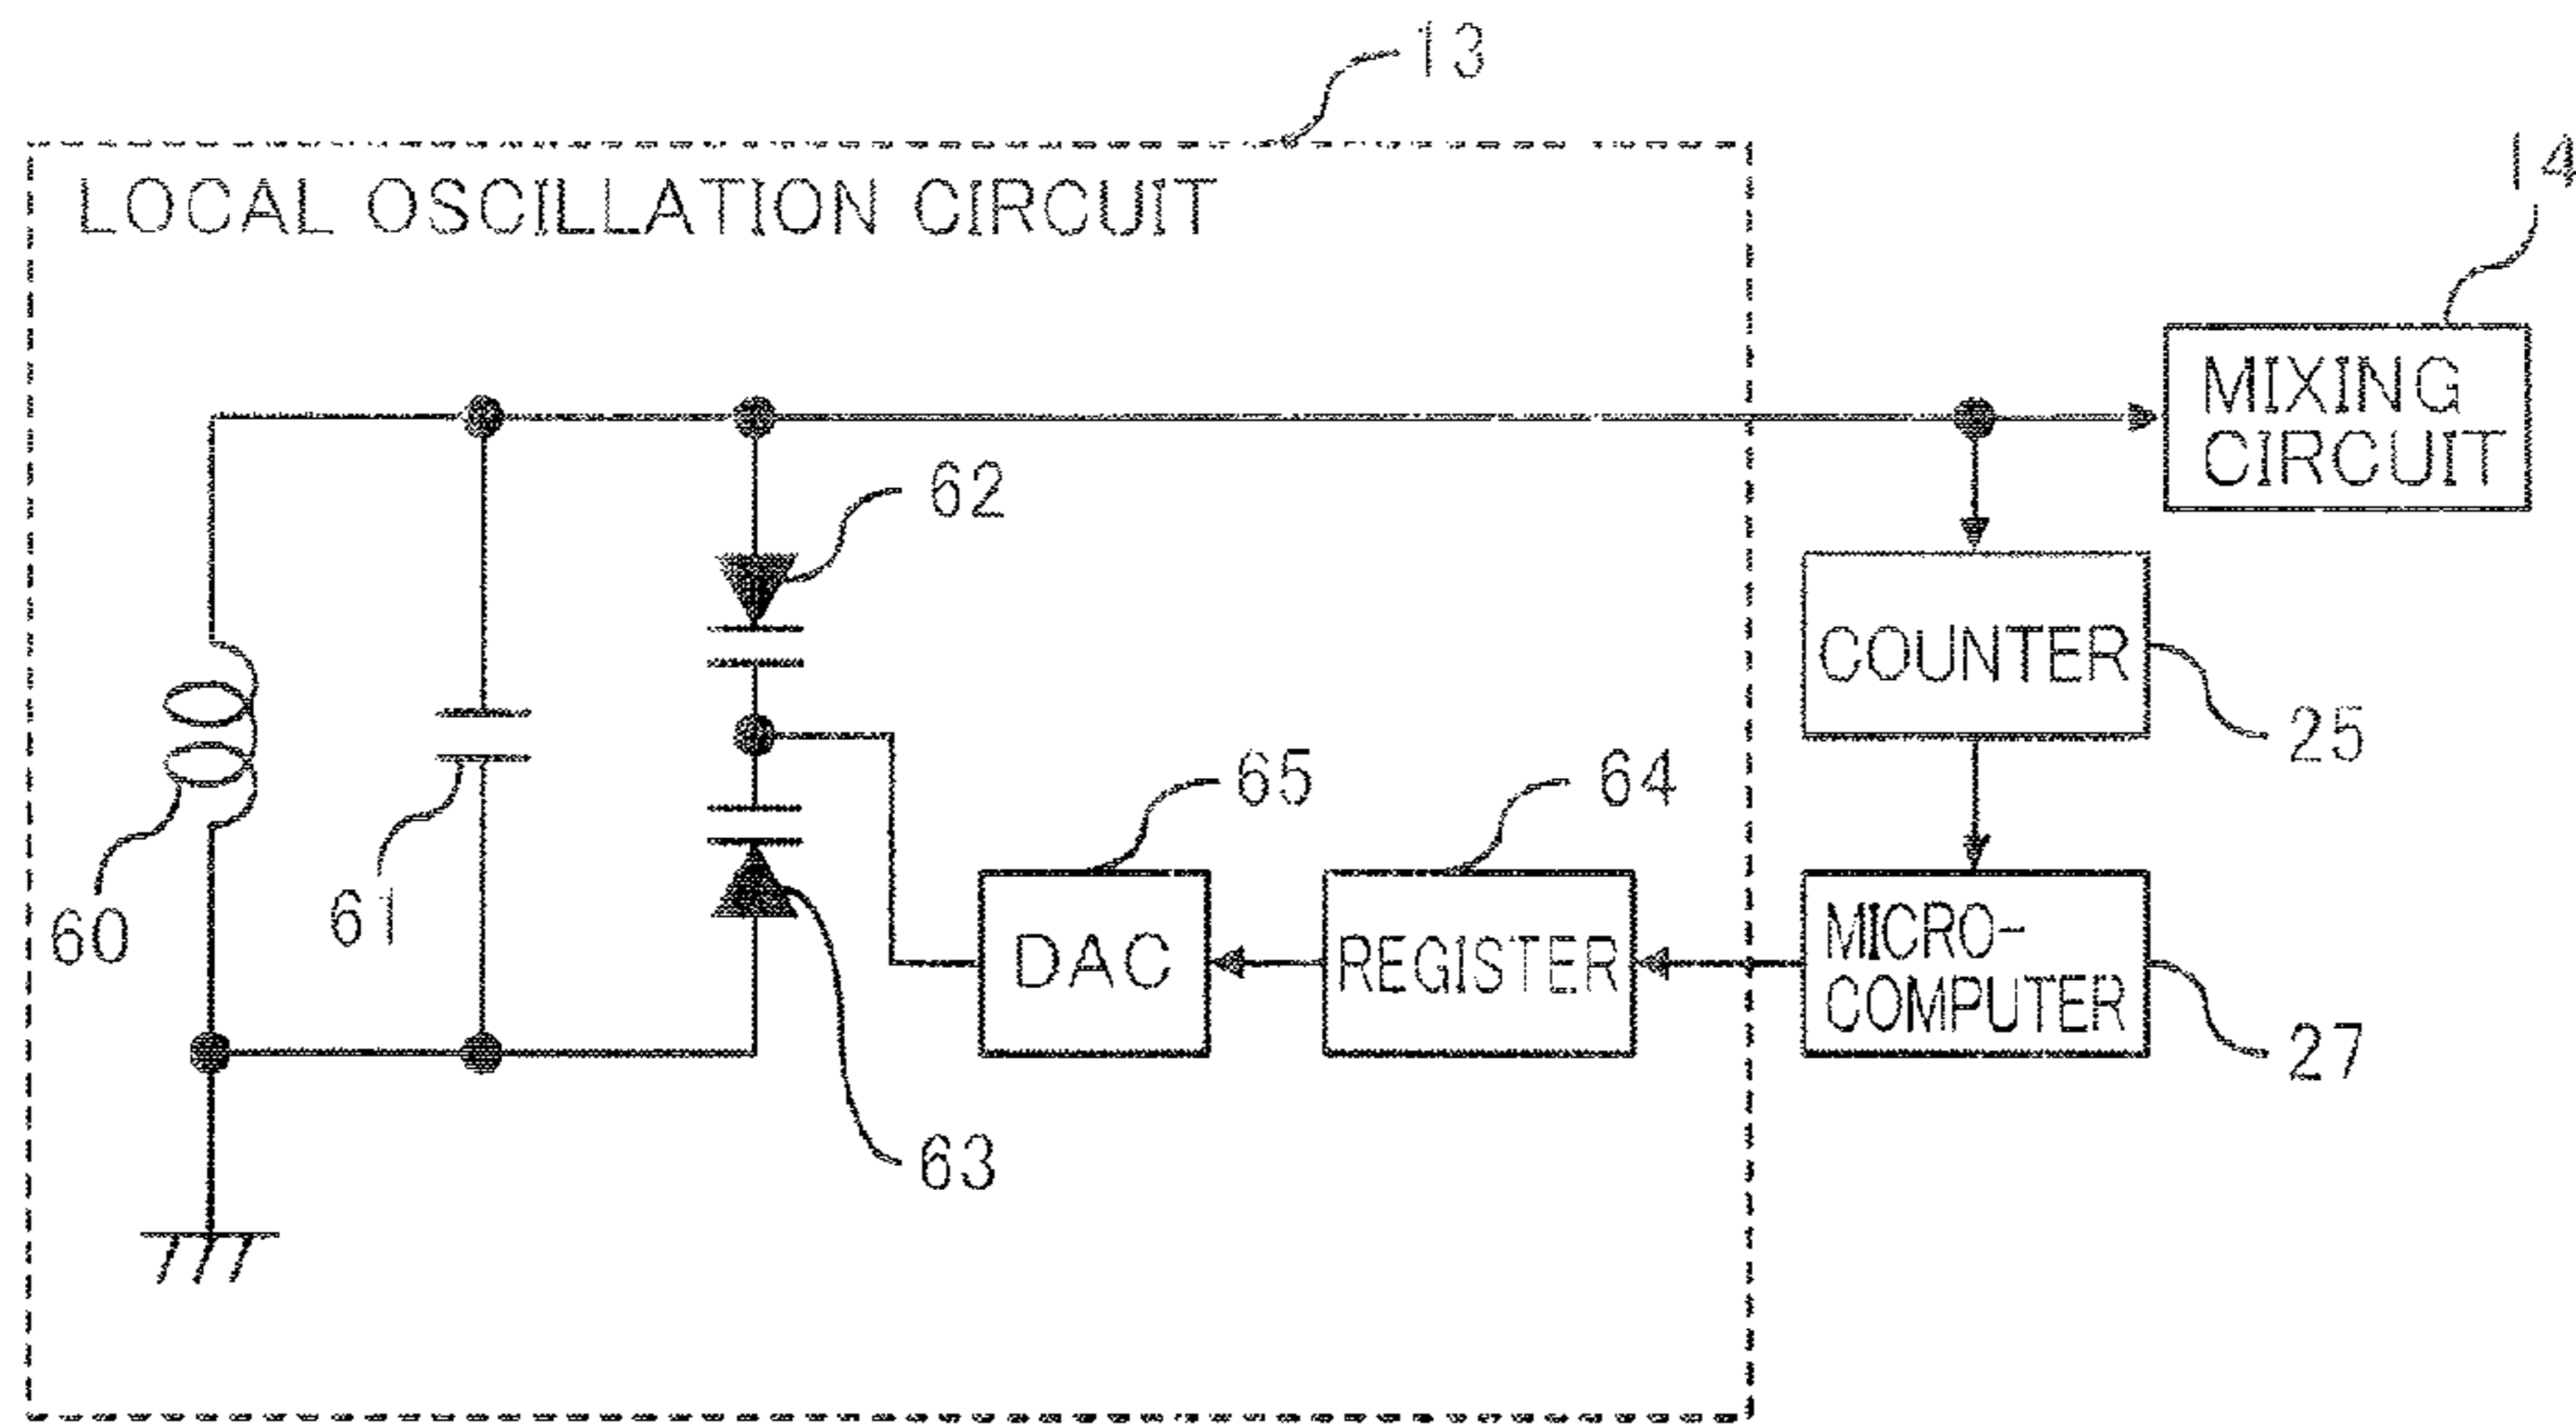 13
LOCAL OSCILLATION CIRCUIT
14
MIXING
CIRCUIT
62
COUNTER
25
60
61
65
64
DAC
REGISTER
MICRO-
COMPUTER
27
63